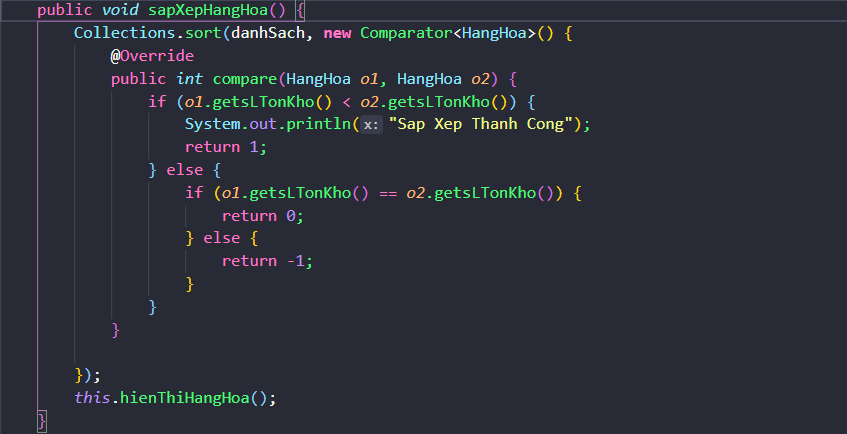 public void sapXepHangHoa() {
    Collections.sort(danhSach, new Comparator<HangHoa>() {
        @Override
        public int compare(HangHoa o1, HangHoa o2) {
            if (o1.getsLTonKho() < o2.getsLTonKho()) {
                System.out.println(x: "Sap Xep Thanh Cong");
                return 1;
            } else {
                if (o1.getsLTonKho() == o2.getsLTonKho()) {
                    return 0;
                } else {
                    return -1;
                }
            }
        }
    });
    this.hienThiHangHoa();
}